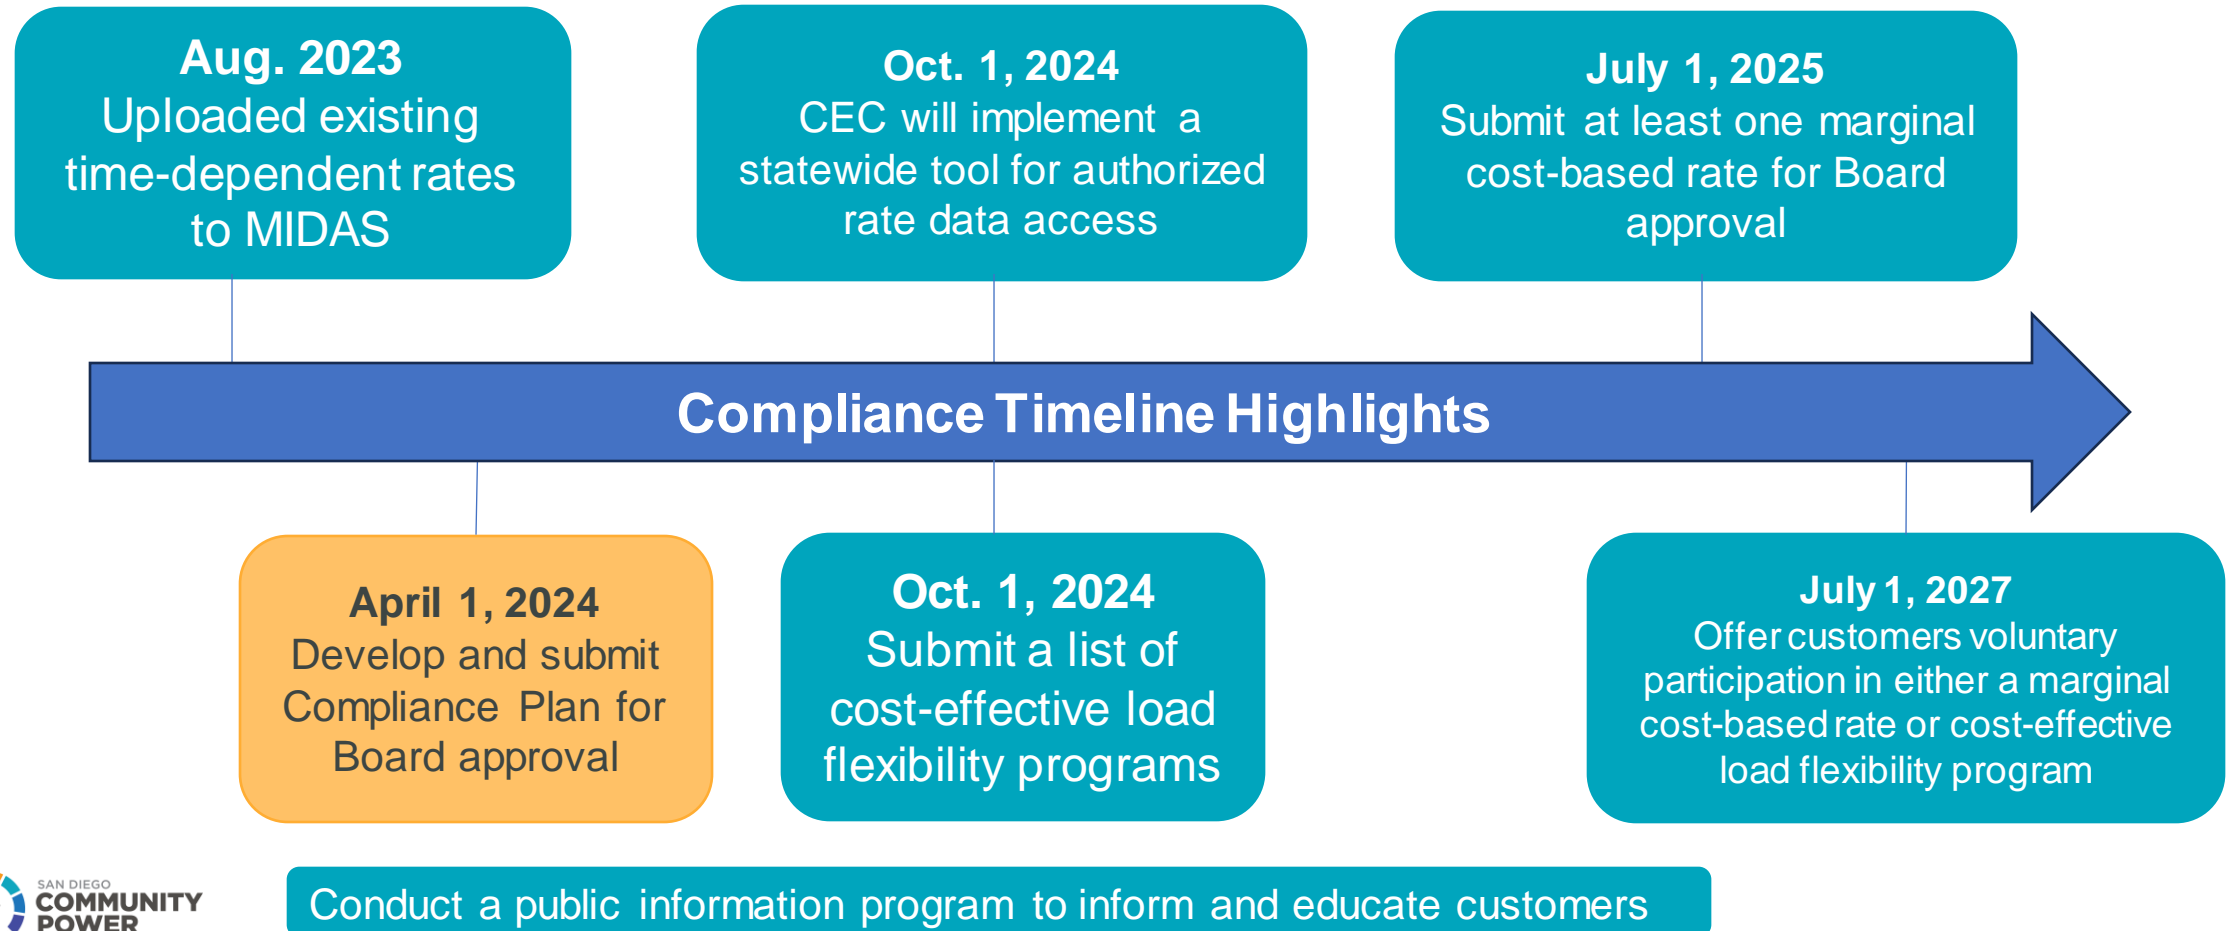 Aug. 2023
Uploaded existing
time-dependent rates
to MIDAS
Oct. 1, 2024
CEC will implement a
statewide tool for authorized
rate data access
July 1, 2025
Submit at least one marginal
cost-based rate for Board
approval
Compliance Timeline Highlights
April 1, 2024
Develop and submit
Compliance Plan for
Board approval
Oct. 1, 2024
Submit a list of
cost-effective load
flexibility programs
July 1, 2027
Offer customers voluntary
participation in either a marginal
cost-based rate or cost-effective
load flexibility program
SAN DIEGO
COMMUNITY
POWER
Conduct a public information program to inform and educate customers